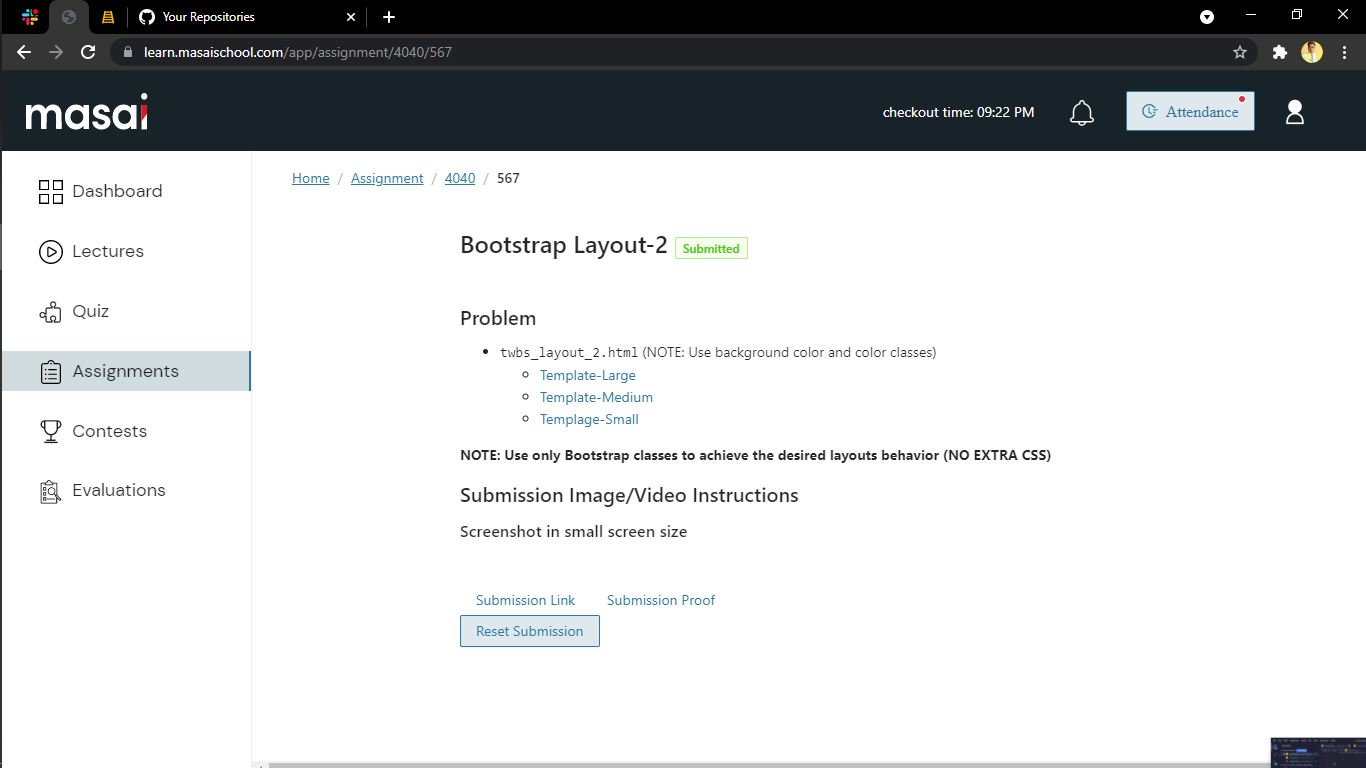 Your Repositories
learn.masaischool.com/app/assignment/4040/567
masai
checkout time: 09:22 PM
Attendance
Dashboard
Lectures
Quiz
Assignments
Contests
Evaluations
Home / Assignment / 4040 / 567
Bootstrap Layout-2 Submitted
Problem
twbs_layout_2.html (NOTE: Use background color and color classes)
Template-Large
Template-Medium
Templage-Small
NOTE: Use only Bootstrap classes to achieve the desired layouts behavior (NO EXTRA CSS)
Submission Image/Video Instructions
Screenshot in small screen size
Submission Link Submission Proof
Reset Submission